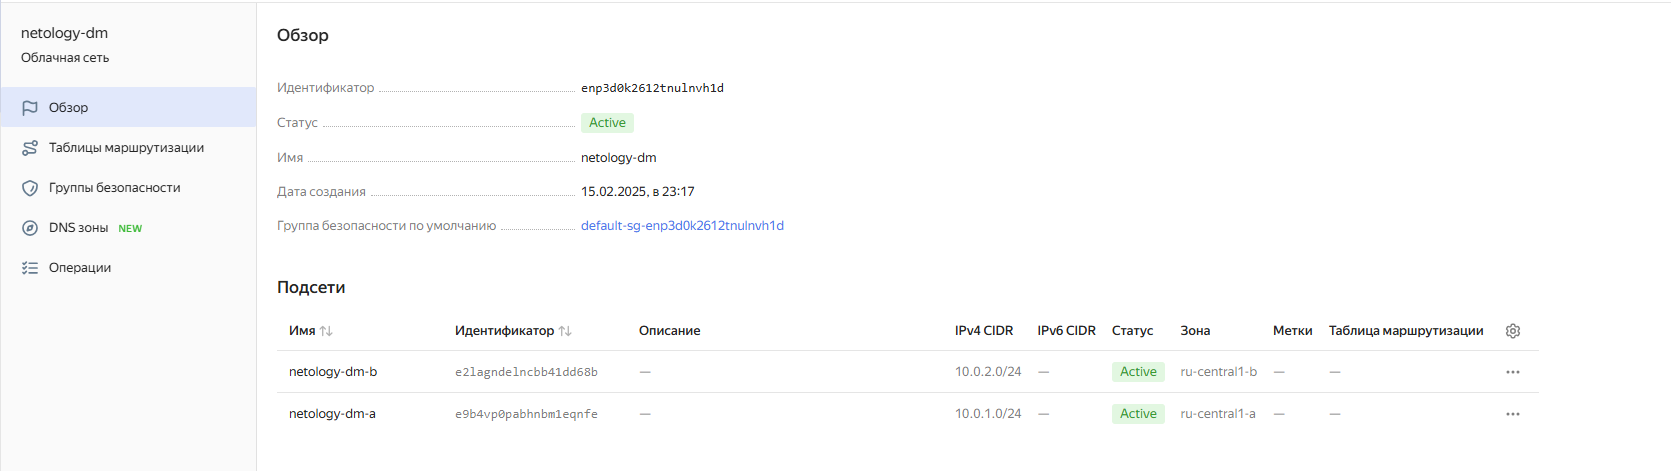 netology-dm
Облачная сеть
Обзор
Таблицы маршрутизации
Группы безопасности
DNS зоны NEW
Операции
Обзор
Идентификатор enp3d0k2612tnulnvh1d
Статус Active
Имя netology-dm
Дата создания 15.02.2025, в 23:17
Группа безопасности по умолчанию default-sg-enp3d0k2612tnulnvh1d
Подсети
Имя Идентификатор Описание IPv4 CIDR IPv6 CIDR Статус Зона Метки Таблица маршрутизации
netology-dm-b e2lagndelncbb41dd68b — 10.0.2.0/24 — Active ru-central1-b — —
netology-dm-a e9b4vp0pabhnbm1eqnfe — 10.0.1.0/24 — Active ru-central1-a — —